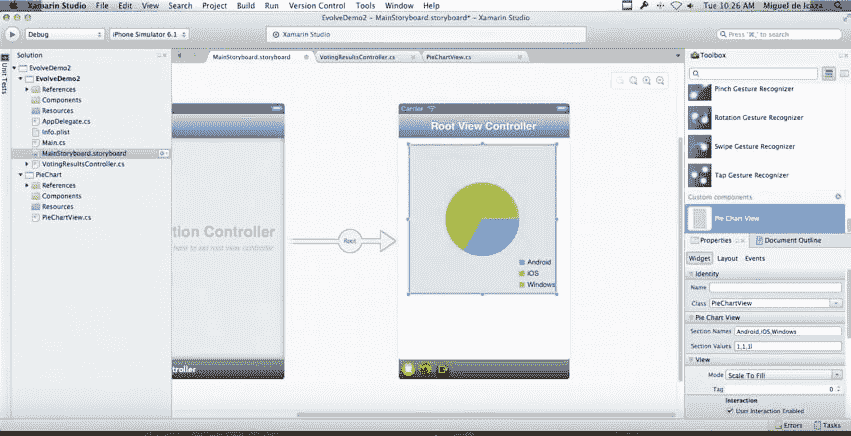 Xamarin Studio File Edit View Search Project Build Run Version Control Tools Window Help Tue 10:26 AM Miguel de Icaza
EvolveDemo2 – MainStoryboard.storyboard* – Xamarin Studio
Debug iPhone Simulator 6.1 Xamarin Studio Press '⌘,' to search
Solution
Unit Tests
EvolveDemo2
EvolveDemo2
References
Components
Resources
AppDelegate.cs
Info.plist
Main.cs
MainStoryboard.storyboard
VotingResultsController.cs
PieChart
References
Components
Resources
PieChartView.cs
MainStoryboard.storyboard VotingResultsController.cs PieChartView.cs
tion Controller
here to set root view controller
ntroller
Root
Carrier
Root View Controller
Android
iOS
Windows
Toolbox
Pinch Gesture Recognizer
Rotation Gesture Recognizer
Swipe Gesture Recognizer
Tap Gesture Recognizer
Custom components
Pie Chart View
Properties Document Outline
Widget Layout Events
Identity
Name
Class PieChartView
Pie Chart View
Section Names Android,iOS,Windows
Section Values 1,1,1
View
Mode Scale To Fill
Tag 0
Interaction
User Interaction Enabled
Errors Tasks